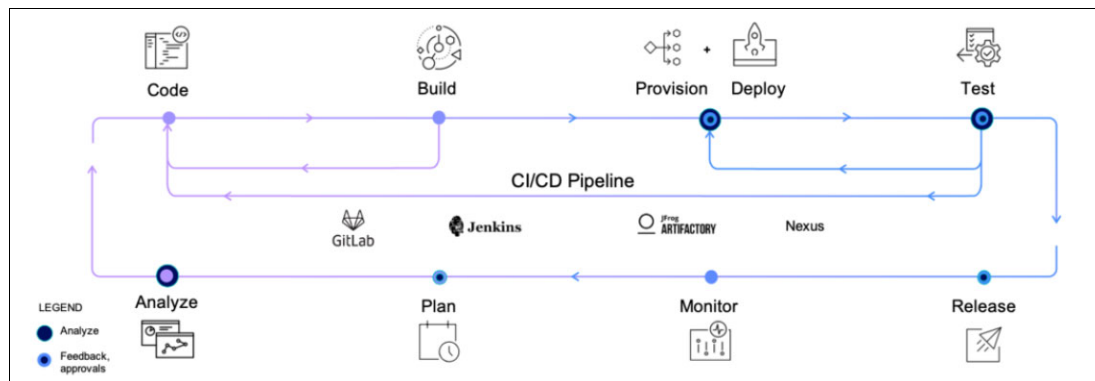 Code
Build
Provision + Deploy
Test
CI/CD Pipeline
GitLab
Jenkins
JFrog
ARTIFACTORY
Nexus
Analyze
Plan
Monitor
Release
LEGEND
Analyze
Feedback,
approvals